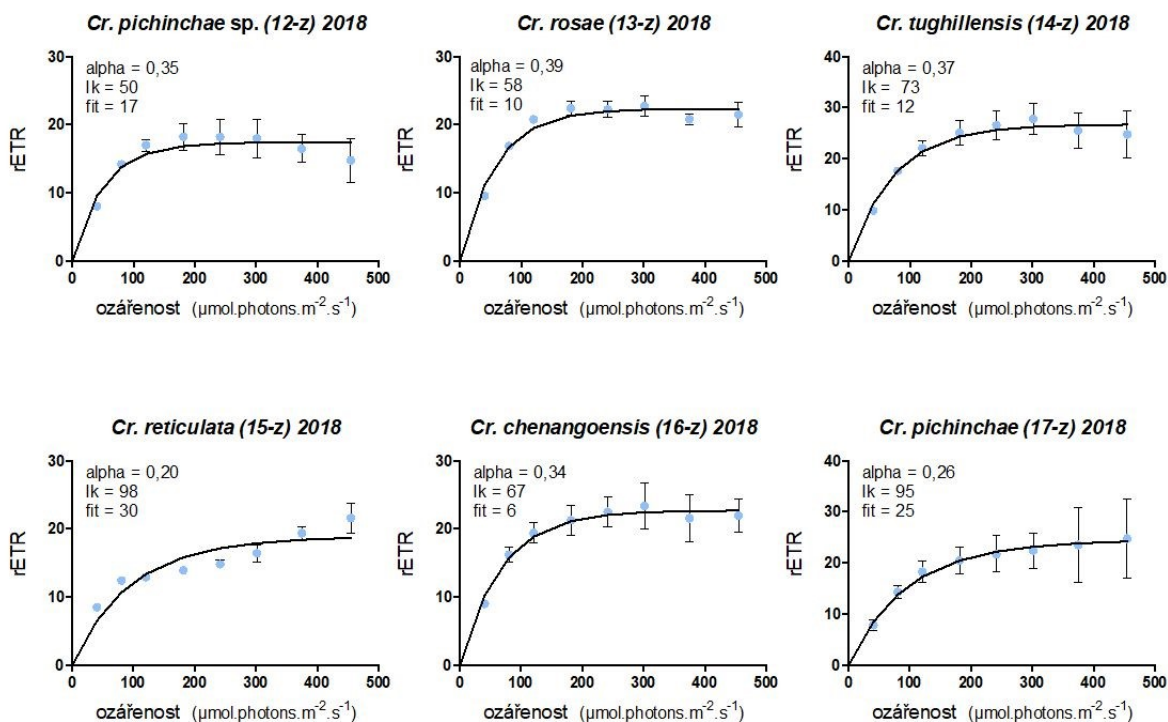 Cr. pichinchae sp. (12-z) 2018
alpha = 0,35
Ik = 50
fit = 17
30
20
10
0
rETR
0 100 200 300 400 500
ozářenost (µmol.photons.m⁻².s⁻¹)
Cr. rosae (13-z) 2018
alpha = 0,39
Ik = 58
fit = 10
30
20
10
0
rETR
0 100 200 300 400 500
ozářenost (µmol.photons.m⁻².s⁻¹)
Cr. tughillensis (14-z) 2018
alpha = 0,37
Ik = 73
fit = 12
40
30
20
10
0
rETR
0 100 200 300 400 500
ozářenost (µmol.photons.m⁻².s⁻¹)
Cr. reticulata (15-z) 2018
alpha = 0,20
Ik = 98
fit = 30
30
20
10
0
rETR
0 100 200 300 400 500
ozářenost (µmol.photons.m⁻².s⁻¹)
Cr. chenangoensis (16-z) 2018
alpha = 0,34
Ik = 67
fit = 6
30
20
10
0
rETR
0 100 200 300 400 500
ozářenost (µmol.photons.m⁻².s⁻¹)
Cr. pichinchae (17-z) 2018
alpha = 0,26
Ik = 95
fit = 25
40
30
20
10
0
rETR
0 100 200 300 400 500
ozářenost (µmol.photons.m⁻².s⁻¹)